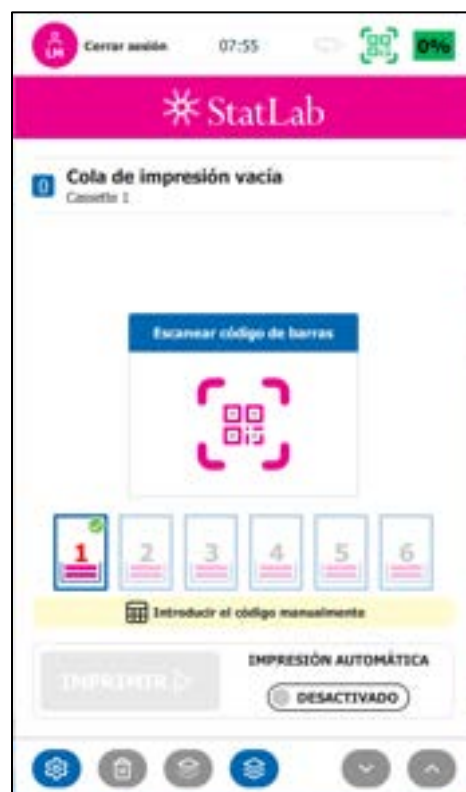 LM Cerrar sesión 07:55 0%
StatLab
0 Cola de impresión vacía
Cassette 1
Escanear código de barras
1 2 3 4 5 6
Introducir el código manualmente
IMPRIMIR
IMPRESIÓN AUTOMÁTICA
DESACTIVADO